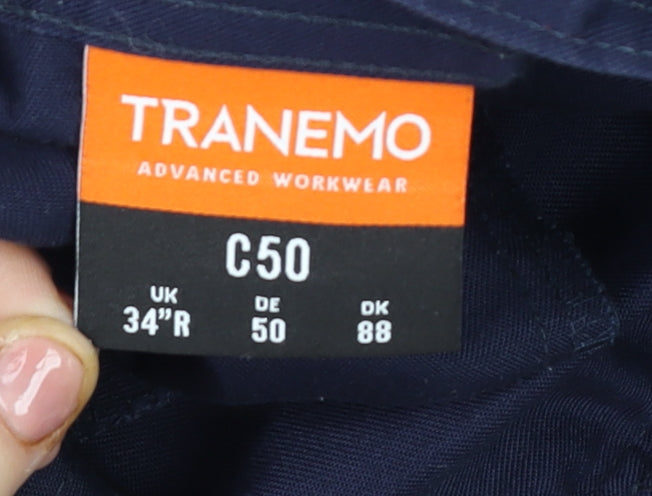 TRANEMO
ADVANCED WORKWEAR
C50
UK DE DK
34"R 50 88